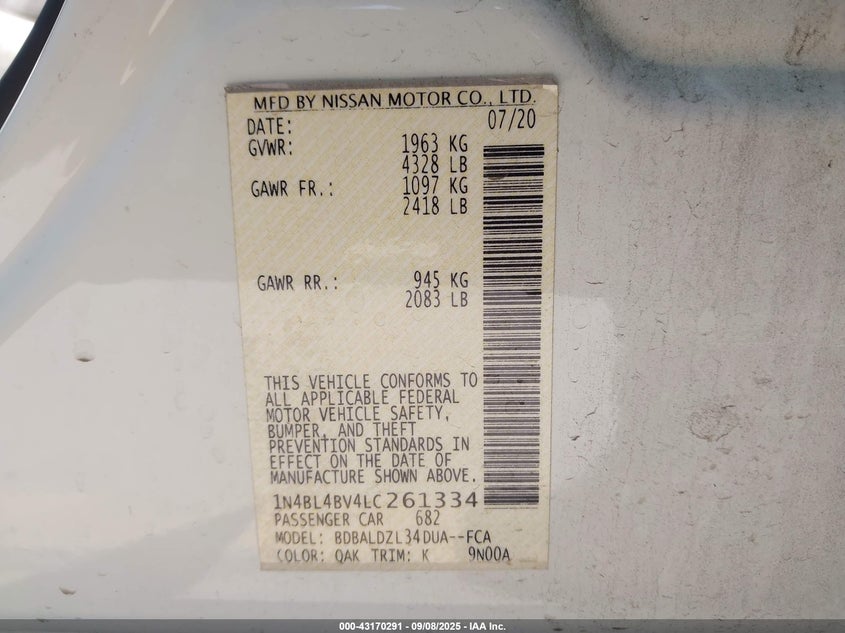 MFD BY NISSAN MOTOR CO., LTD.
DATE: 07/20
GVWR: 1963 KG
4328 LB
GAWR FR.: 1097 KG
2418 LB
GAWR RR.: 945 KG
2083 LB
THIS VEHICLE CONFORMS TO
ALL APPLICABLE FEDERAL
MOTOR VEHICLE SAFETY,
BUMPER, AND THEFT
PREVENTION STANDARDS IN
EFFECT ON THE DATE OF
MANUFACTURE SHOWN ABOVE.
1N4BL4BV4LC261334
PASSENGER CAR 682
MODEL: BDBALDZL34DUA--FCA
COLOR: QAK TRIM: K 9N00A
000-43170291 - 09/08/2025 - IAA Inc.